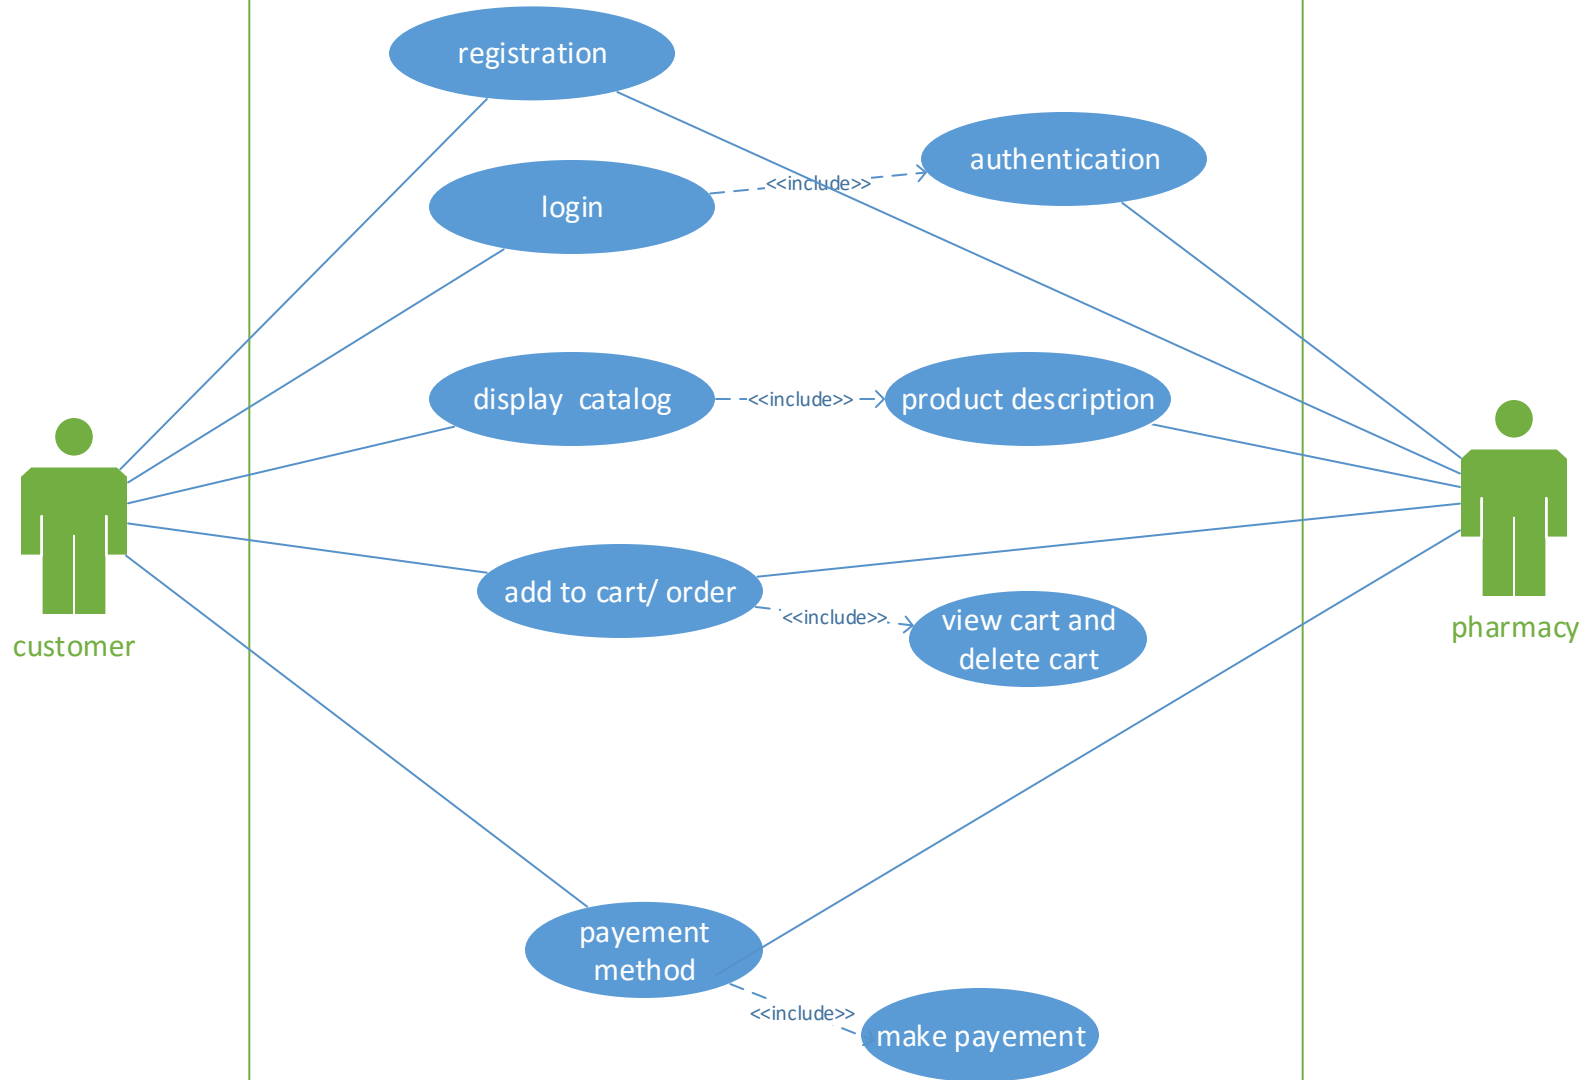 registration
authentication
<<include>>
login
display catalog
<<include>>
product description
add to cart/ order
<<include>>
view cart and
delete cart
customer
pharmacy
payement
method
<<include>>
make payement